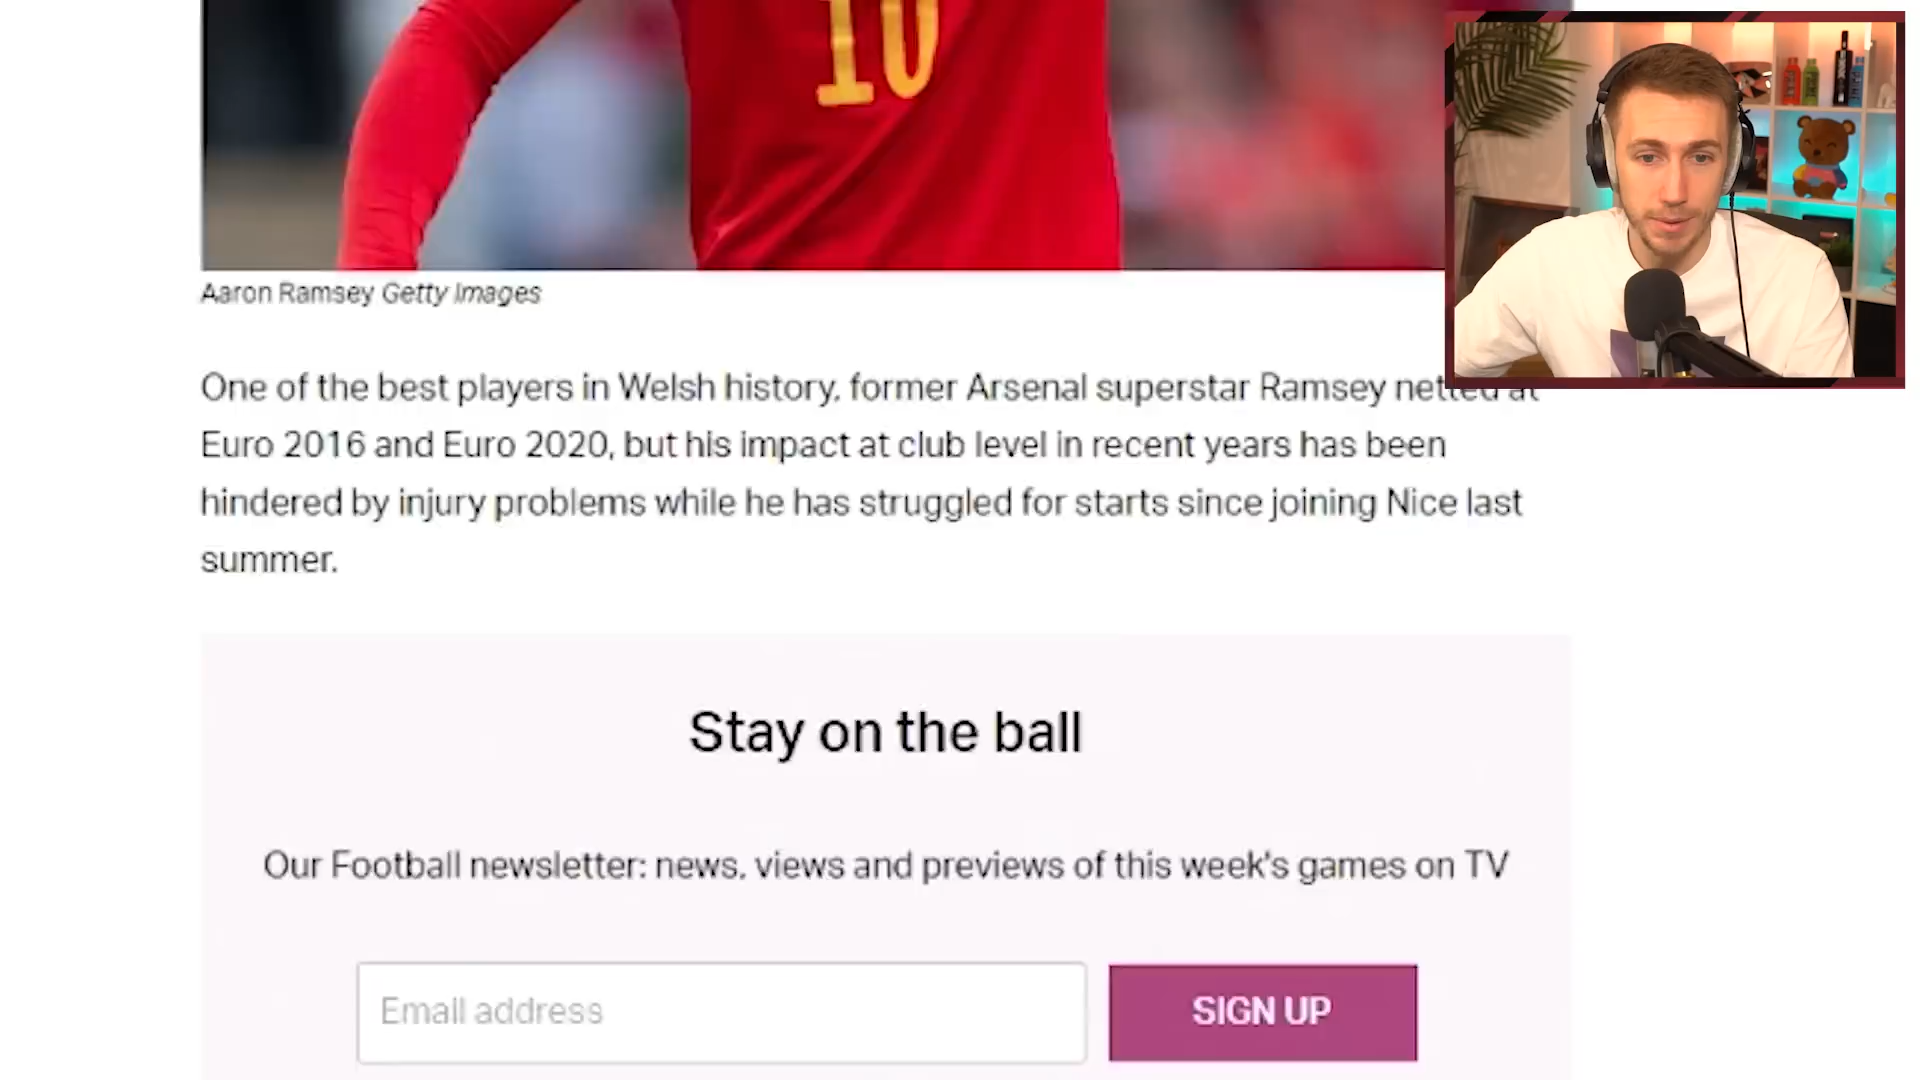 10
Aaron Ramsey Getty Images
One of the best players in Welsh history, former Arsenal superstar Ramsey netted at
Euro 2016 and Euro 2020, but his impact at club level in recent years has been
hindered by injury problems while he has struggled for starts since joining Nice last
summer.
Stay on the ball
Our Football newsletter: news, views and previews of this week's games on TV
Email address
SIGN UP